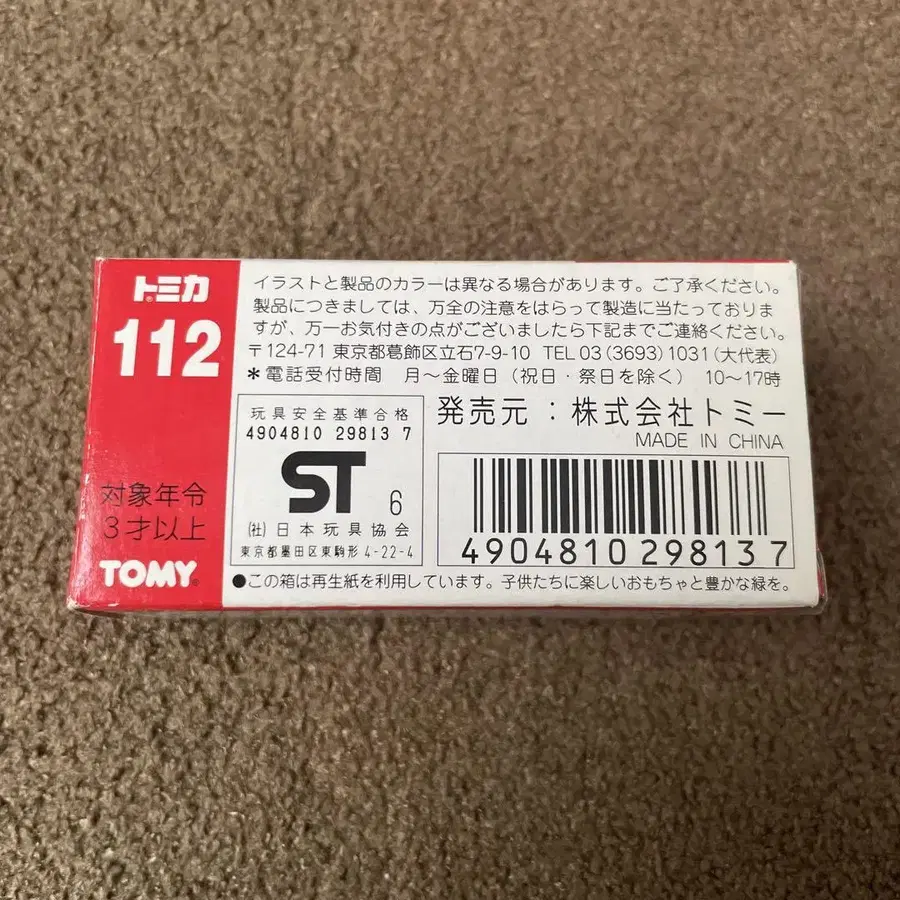 トミカ
112
対象年令
3才以上
TOMY
イラストと製品のカラーは異なる場合があります。ご了承ください。
製品につきましては、万全の注意をはらって製造に当たっておりま
すが、万一お気付きの点がございましたら下記までご連絡ください。
〒124-71 東京都葛飾区立石7-9-10 TEL 03(3693)1031(大代表)
＊電話受付時間 月～金曜日(祝日・祭日を除く) 10～17時
玩具安全基準合格
4904810 29813 7
ST 6
(社)日本玩具協会
東京都墨田区東駒形4-22-4
発売元：株式会社トミー
MADE IN CHINA
4904810298137
●この箱は再生紙を利用しています。子供たちに楽しいおもちゃと豊かな緑を。